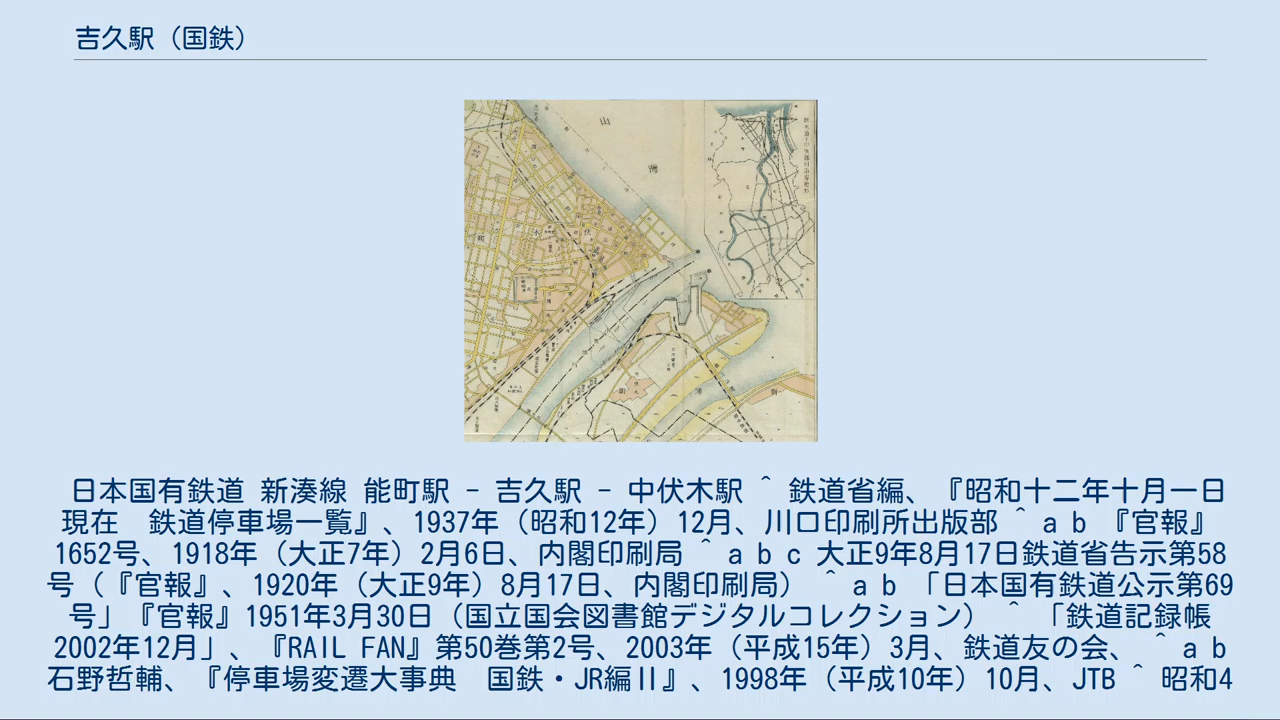 吉久駅（国鉄）
山
湾
木
伏
日本国有鉄道 新湊線 能町駅 - 吉久駅 - 中伏木駅 ^ 鉄道省編、『昭和十二年十月一日
現在　鉄道停車場一覧』、1937年（昭和12年）12月、川口印刷所出版部 ^ a b 『官報』
1652号、1918年（大正7年）2月6日、内閣印刷局 ^ a b c 大正9年8月17日鉄道省告示第58
号（『官報』、1920年（大正9年）8月17日、内閣印刷局） ^ a b 「日本国有鉄道公示第69
号」『官報』1951年3月30日（国立国会図書館デジタルコレクション） ^ 「鉄道記録帳
2002年12月」、『RAIL FAN』第50巻第2号、2003年（平成15年）3月、鉄道友の会、 ^ a b
石野哲輔、『停車場変遷大事典　国鉄・JR編II』、1998年（平成10年）10月、JTB ^ 昭和4